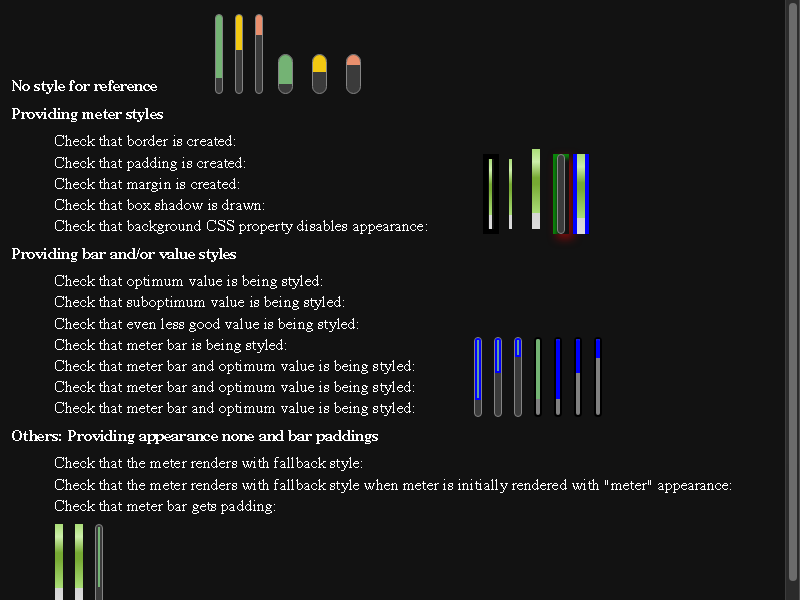 No style for reference
Providing meter styles
Check that border is created:
Check that padding is created:
Check that margin is created:
Check that box shadow is drawn:
Check that background CSS property disables appearance:
Providing bar and/or value styles
Check that optimum value is being styled:
Check that suboptimum value is being styled:
Check that even less good value is being styled:
Check that meter bar is being styled:
Check that meter bar and optimum value is being styled:
Check that meter bar and optimum value is being styled:
Check that meter bar and optimum value is being styled:
Others: Providing appearance none and bar paddings
Check that the meter renders with fallback style:
Check that the meter renders with fallback style when meter is initially rendered with "meter" appearance:
Check that meter bar gets padding: